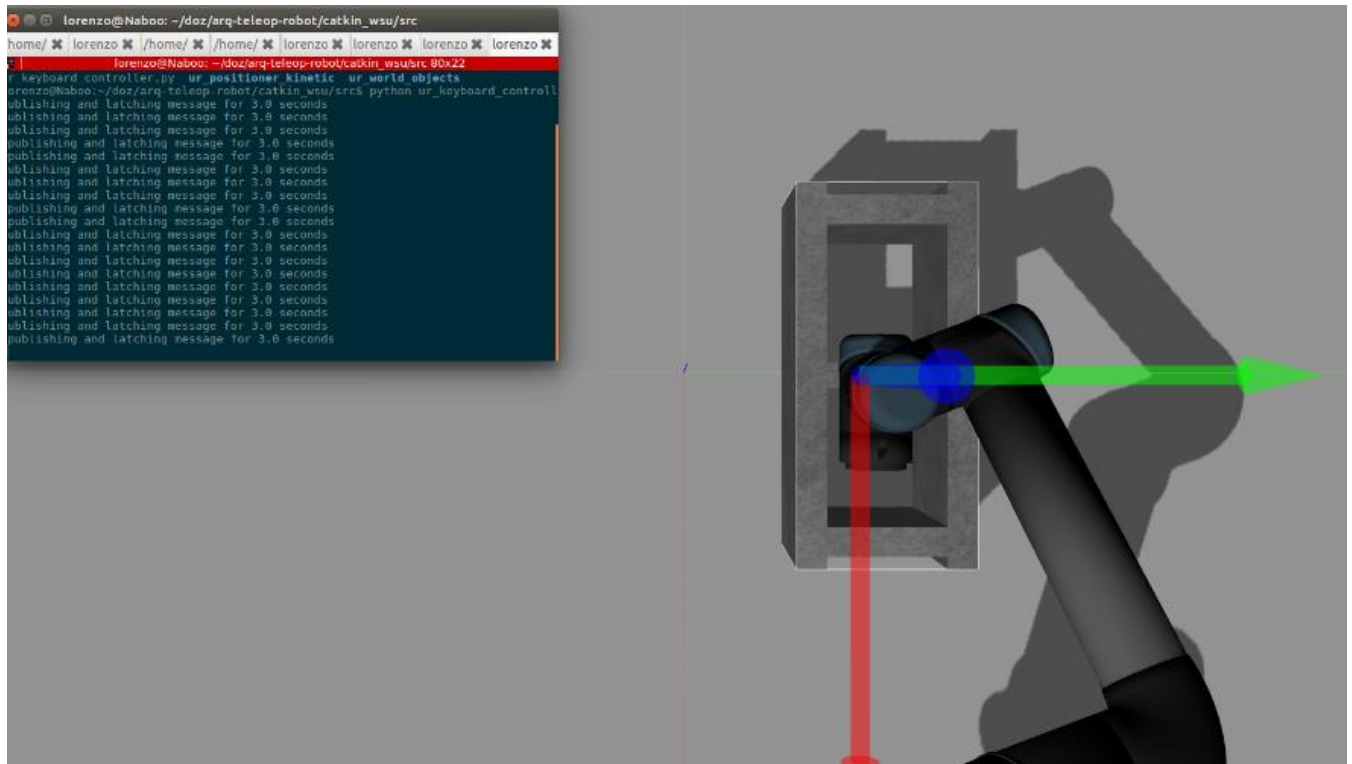 lorenzo@Naboo: ~/doz/arq-teleop-robot/catkin_wsu/src
home/ ✖ lorenzo ✖ /home/ ✖ /home/ ✖ lorenzo ✖ lorenzo ✖ lorenzo ✖ lorenzo ✖
lorenzo@Naboo: ~/doz/arq-teleop-robot/catkin_wsu/src 80x22
r_keyboard_controller.py ur_positioner_kinetic ur_world_objects
orenzo@Naboo:~/doz/arq-teleop-robot/catkin_wsu/src$ python ur_keyboard_controll
ublishing and latching message for 3.0 seconds
ublishing and latching message for 3.0 seconds
ublishing and latching message for 3.0 seconds
publishing and latching message for 3.0 seconds
publishing and latching message for 3.0 seconds
ublishing and latching message for 3.0 seconds
ublishing and latching message for 3.0 seconds
ublishing and latching message for 3.0 seconds
publishing and latching message for 3.0 seconds
publishing and latching message for 3.0 seconds
ublishing and latching message for 3.0 seconds
ublishing and latching message for 3.0 seconds
ublishing and latching message for 3.0 seconds
ublishing and latching message for 3.0 seconds
ublishing and latching message for 3.0 seconds
ublishing and latching message for 3.0 seconds
ublishing and latching message for 3.0 seconds
ublishing and latching message for 3.0 seconds
publishing and latching message for 3.0 seconds